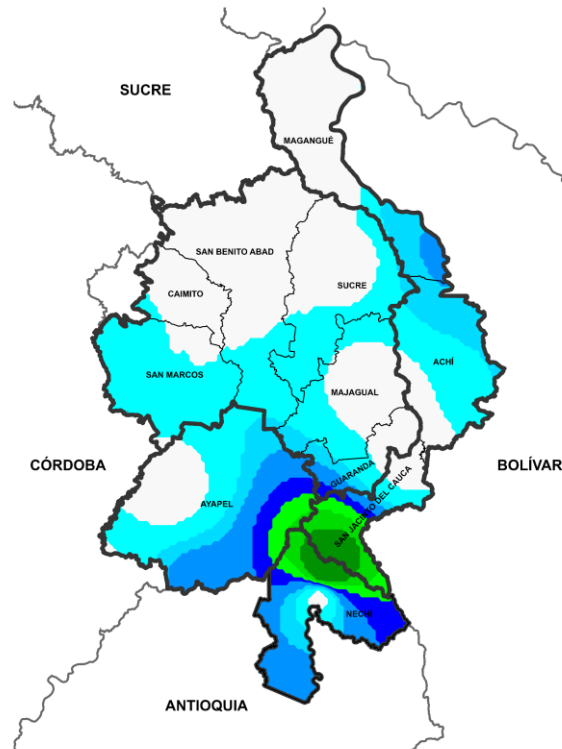 SUCRE
MAGANGUÉ
SAN BENITO ABAD
CAIMITO
SUCRE
SAN MARCOS
ACHÍ
MAJAGUAL
CÓRDOBA
BOLÍVAR
GUARANDA
SAN JACINTO DEL CAUCA
AYAPEL
NECHÍ
ANTIOQUIA